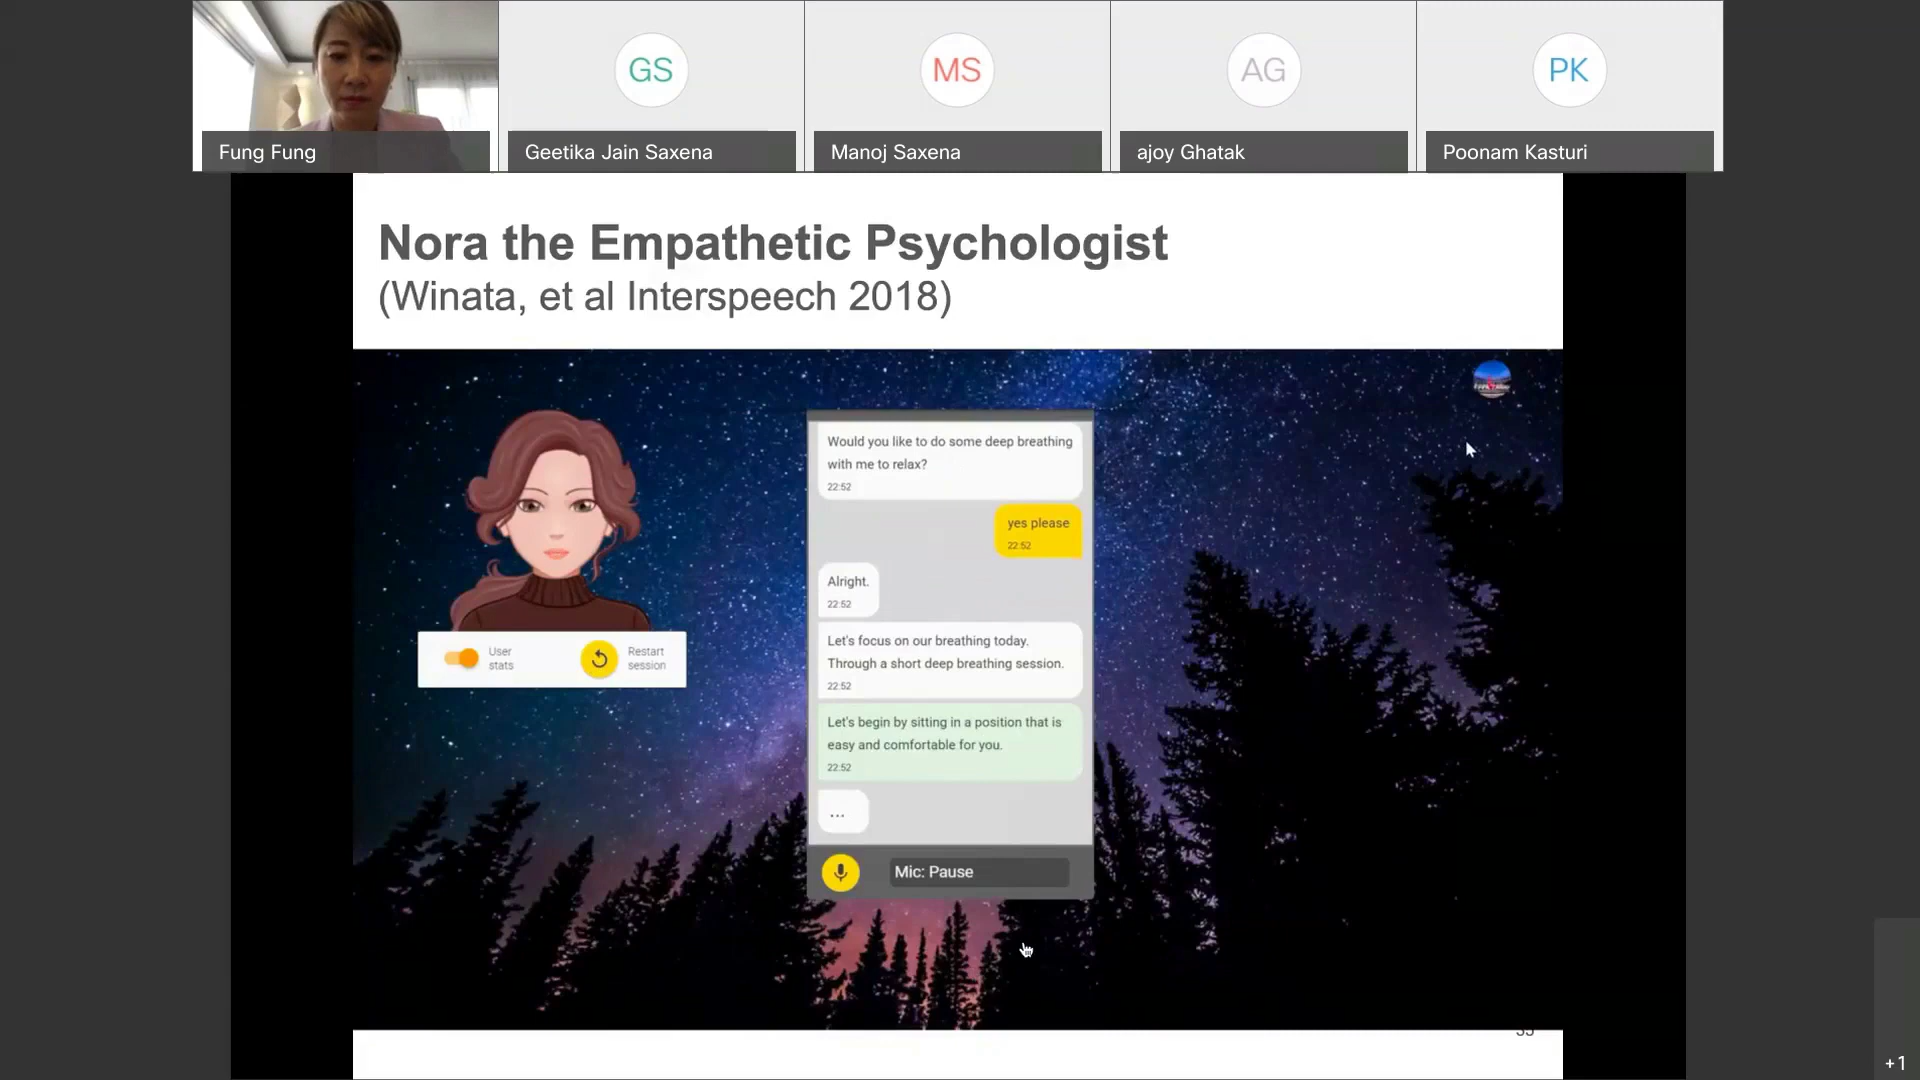 GS
MS
AG
PK
Fung Fung
Geetika Jain Saxena
Manoj Saxena
ajoy Ghatak
Poonam Kasturi
Nora the Empathetic Psychologist
(Winata, et al Interspeech 2018)
Would you like to do some deep breathing
with me to relax?
22:52
yes please
22:52
Alright.
22:52
Let's focus on our breathing today.
Through a short deep breathing session.
22:52
Let's begin by sitting in a position that is
easy and comfortable for you.
22:52
...
Mic: Pause
User
stats
Restart
session
+1